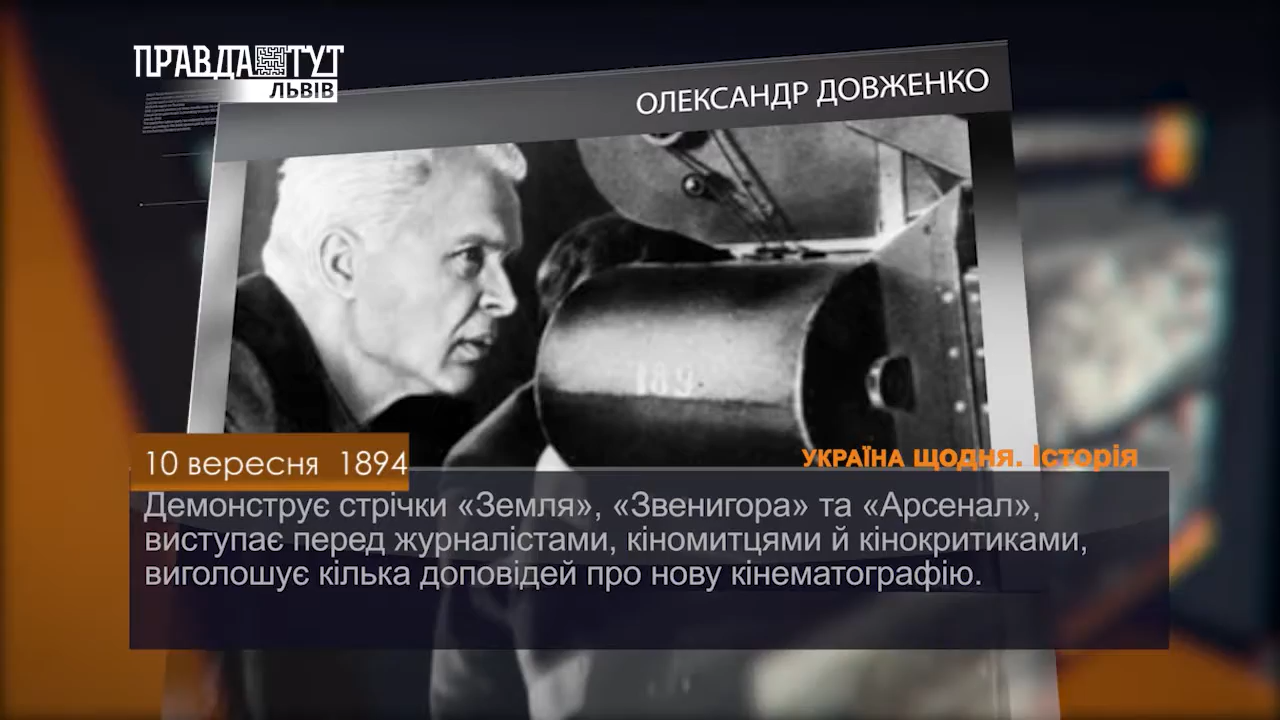 ПРАВДА ТУТ
ЛЬВІВ
ОЛЕКСАНДР ДОВЖЕНКО
189
10 вересня 1894
УКРАЇНА щодня. Історія
Демонструє стрічки «Земля», «Звенигора» та «Арсенал»,
виступає перед журналістами, кіномитцями й кінокритиками,
виголошує кілька доповідей про нову кінематографію.